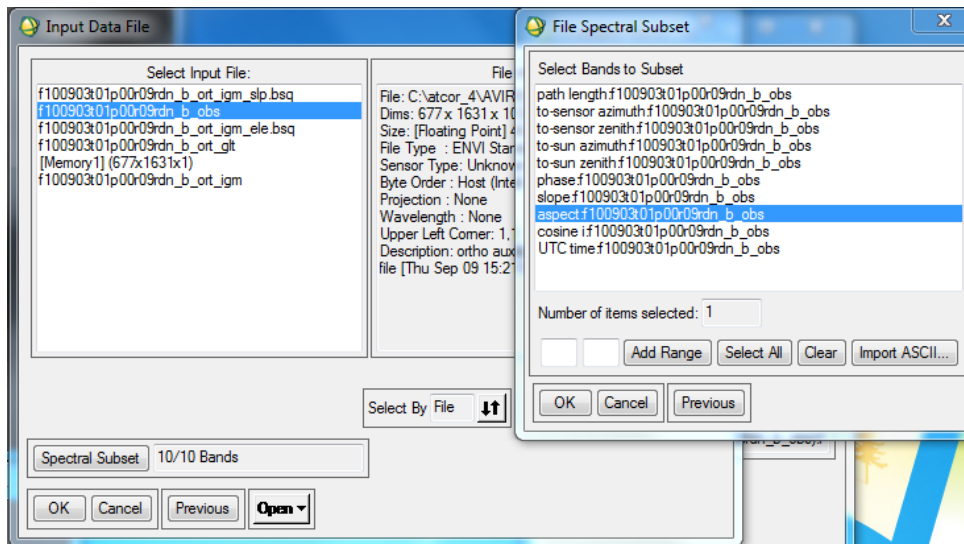 Input Data File
Select Input File:
f100903t01p00r09rdn_b_ort_igm_slp.bsq
f100903t01p00r09rdn_b_obs
f100903t01p00r09rdn_b_ort_igm_ele.bsq
f100903t01p00r09rdn_b_ort_glt
[Memory1] (677x1631x1)
f100903t01p00r09rdn_b_ort_igm
File
File: C:\atcor_4\AVIR
Dims: 677 x 1631 x 10
Size: [Floating Point] 4
File Type : ENVI Stan
Sensor Type: Unknow
Byte Order : Host (Inte
Projection : None
Wavelength : None
Upper Left Corner: 1,1
Description: ortho aux
file [Thu Sep 09 15:21
Select By File
Spectral Subset 10/10 Bands
OK Cancel Previous Open
File Spectral Subset
Select Bands to Subset
path length:f100903t01p00r09rdn_b_obs
to-sensor azimuth:f100903t01p00r09rdn_b_obs
to-sensor zenith:f100903t01p00r09rdn_b_obs
to-sun azimuth:f100903t01p00r09rdn_b_obs
to-sun zenith:f100903t01p00r09rdn_b_obs
phase:f100903t01p00r09rdn_b_obs
slope:f100903t01p00r09rdn_b_obs
aspect:f100903t01p00r09rdn_b_obs
cosine i:f100903t01p00r09rdn_b_obs
UTC time:f100903t01p00r09rdn_b_obs
Number of items selected: 1
Add Range Select All Clear Import ASCII...
OK Cancel Previous